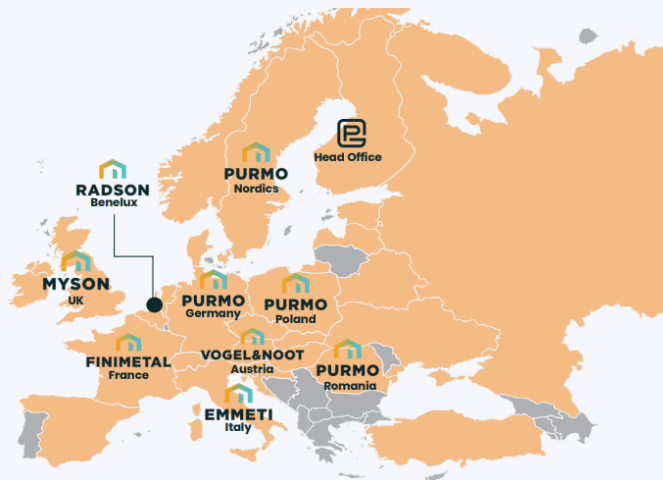 Head Office
PURMO
Nordics
RADSON
Benelux
MYSON
UK
PURMO
Germany
PURMO
Poland
FINIMETAL
France
VOGEL&NOOT
Austria
PURMO
Romania
EMMETI
Italy